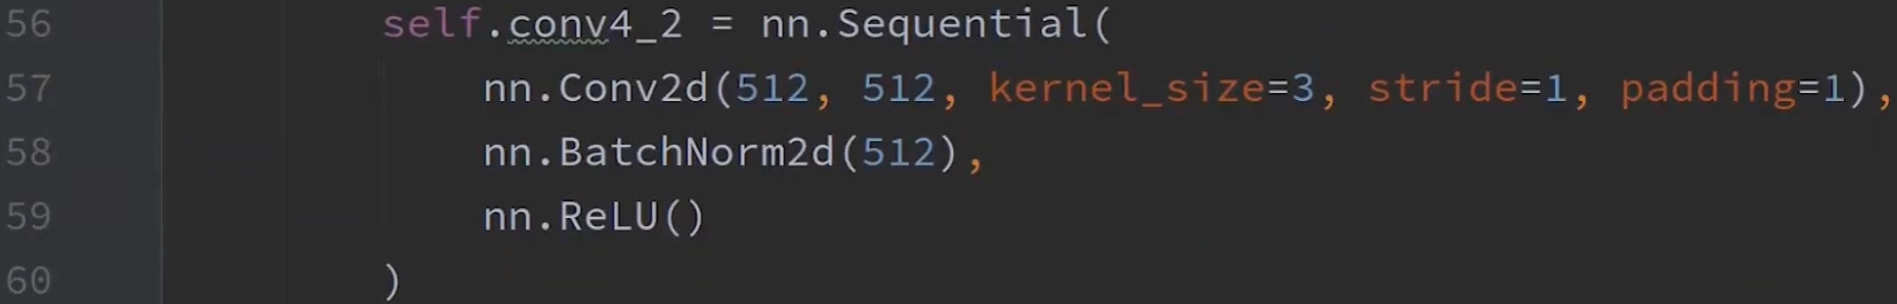 56 self.conv4_2 = nn.Sequential(
57 nn.Conv2d(512, 512, kernel_size=3, stride=1, padding=1),
58 nn.BatchNorm2d(512),
59 nn.ReLU()
60 )